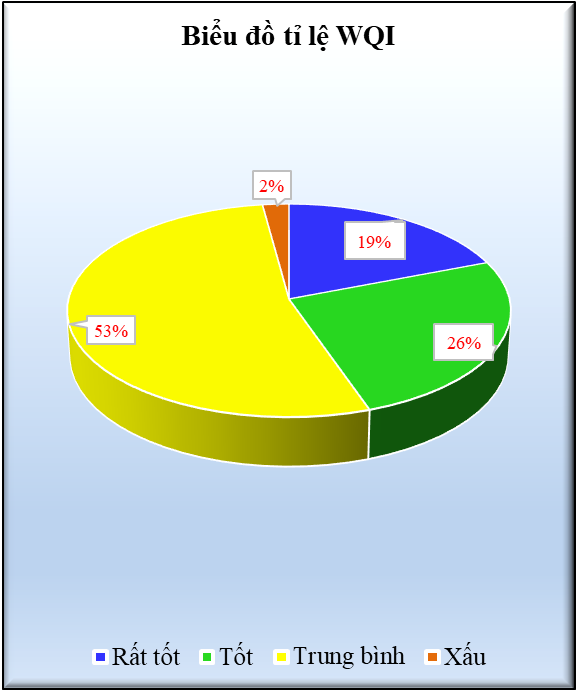 Biểu đồ tỉ lệ WQI
2%
19%
53%
26%
Rất tốt Tốt Trung bình Xấu